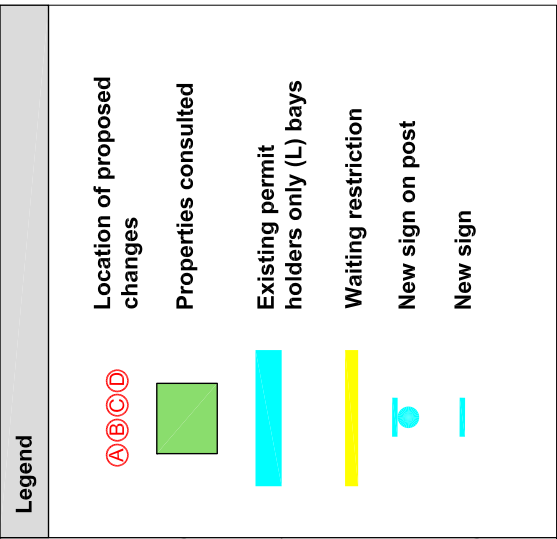 Legend
ⒶⒷⒸⒹ
Location of proposed
changes
Properties consulted
Existing permit
holders only (L) bays
Waiting restriction
New sign on post
New sign